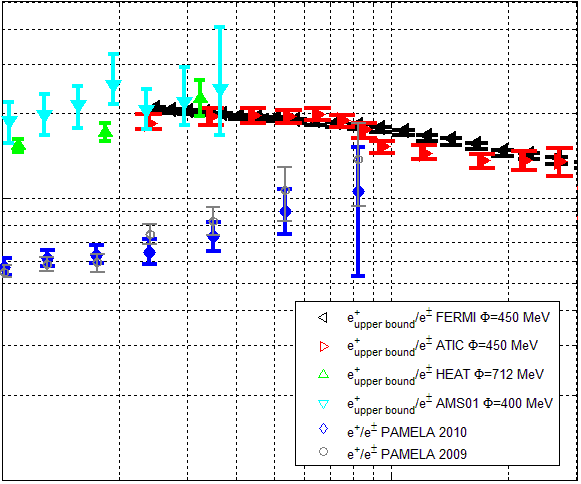 e⁺upper bound/e± FERMI Φ=450 MeV
e⁺upper bound/e± ATIC Φ=450 MeV
e⁺upper bound/e± HEAT Φ=712 MeV
e⁺upper bound/e± AMS01 Φ=400 MeV
e⁺/e± PAMELA 2010
e⁺/e± PAMELA 2009